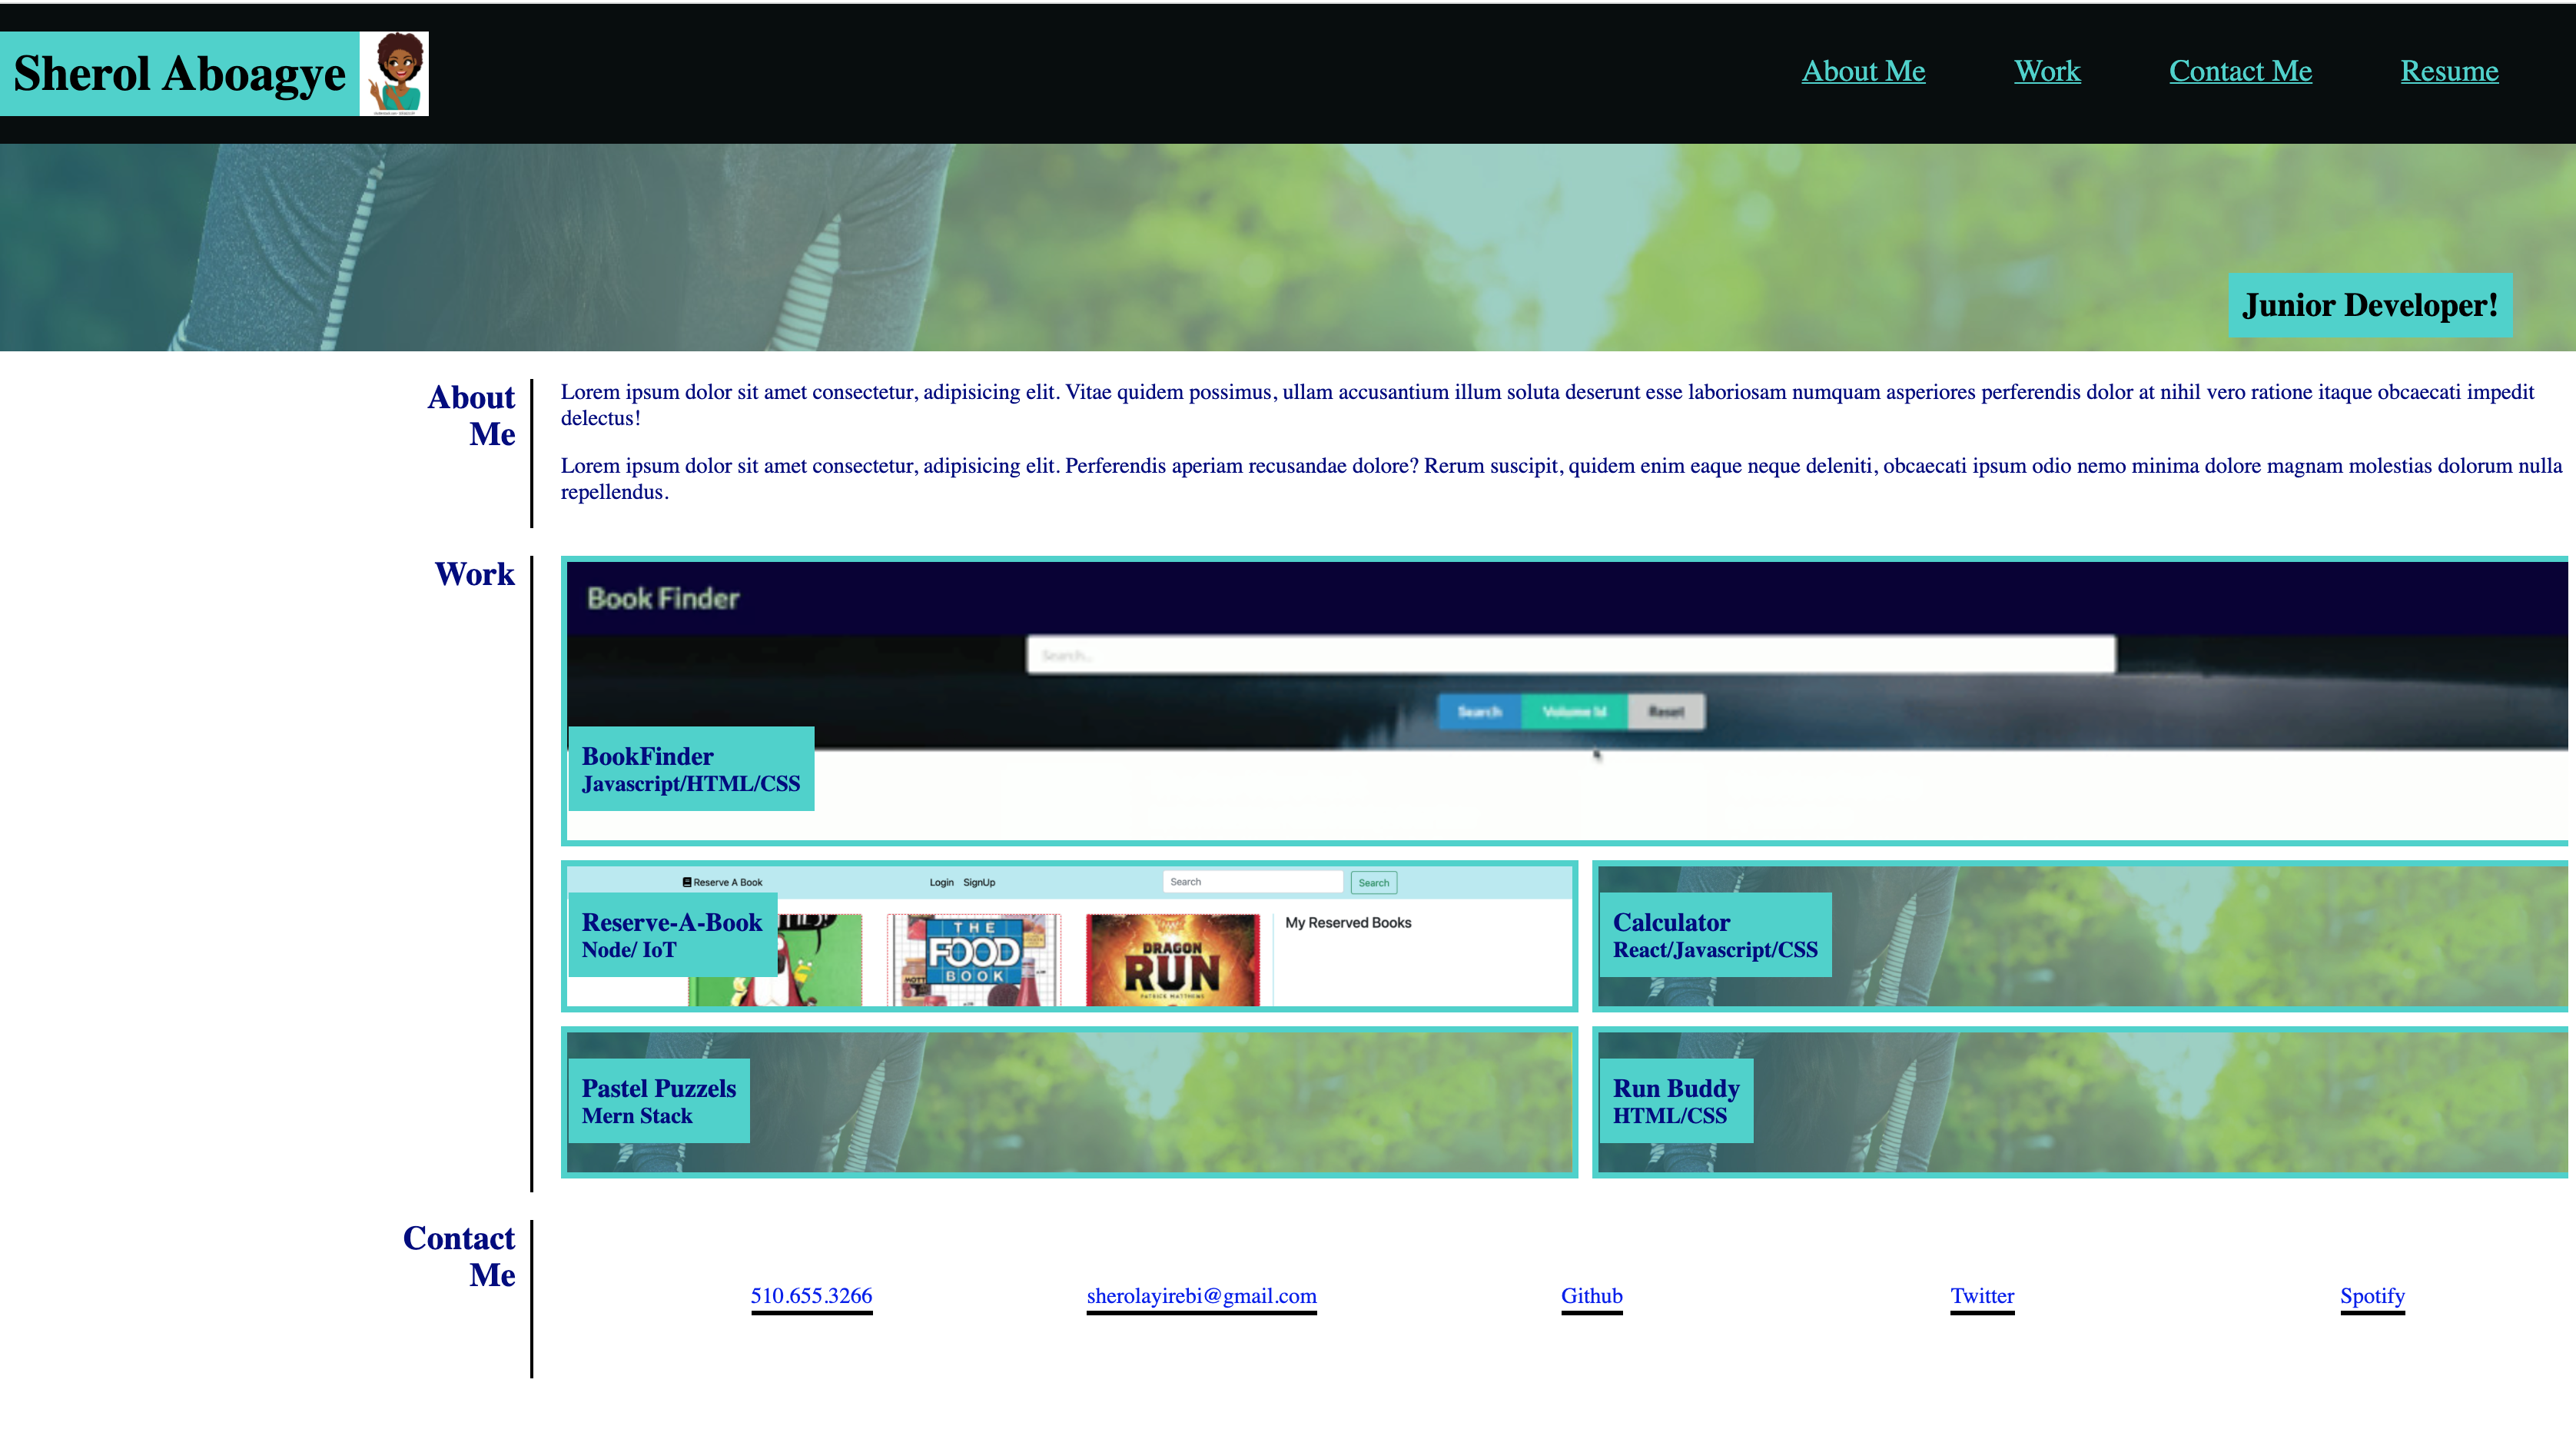 Sherol Aboagye
About Me
Work
Contact Me
Resume
Junior Developer!
About
Me
Lorem ipsum dolor sit amet consectetur, adipisicing elit. Vitae quidem possimus, ullam accusantium illum soluta deserunt esse laboriosam numquam asperiores perferendis dolor at nihil vero ratione itaque obcaecati impedit
delectus!
Lorem ipsum dolor sit amet consectetur, adipisicing elit. Perferendis aperiam recusandae dolore? Rerum suscipit, quidem enim eaque neque deleniti, obcaecati ipsum odio nemo minima dolore magnam molestias dolorum nulla
repellendus.
Work
Book Finder
Search...
Search
Volume Id
Reset
BookFinder
Javascript/HTML/CSS
Reserve A Book
Login
SignUp
Search
Search
Reserve-A-Book
Node/ IoT
THE
FOOD
BOOK
DRAGON
RUN
PATRICK MATTHEWS
My Reserved Books
Calculator
React/Javascript/CSS
Pastel Puzzels
Mern Stack
Run Buddy
HTML/CSS
Contact
Me
510.655.3266
sherolayirebi@gmail.com
Github
Twitter
Spotify